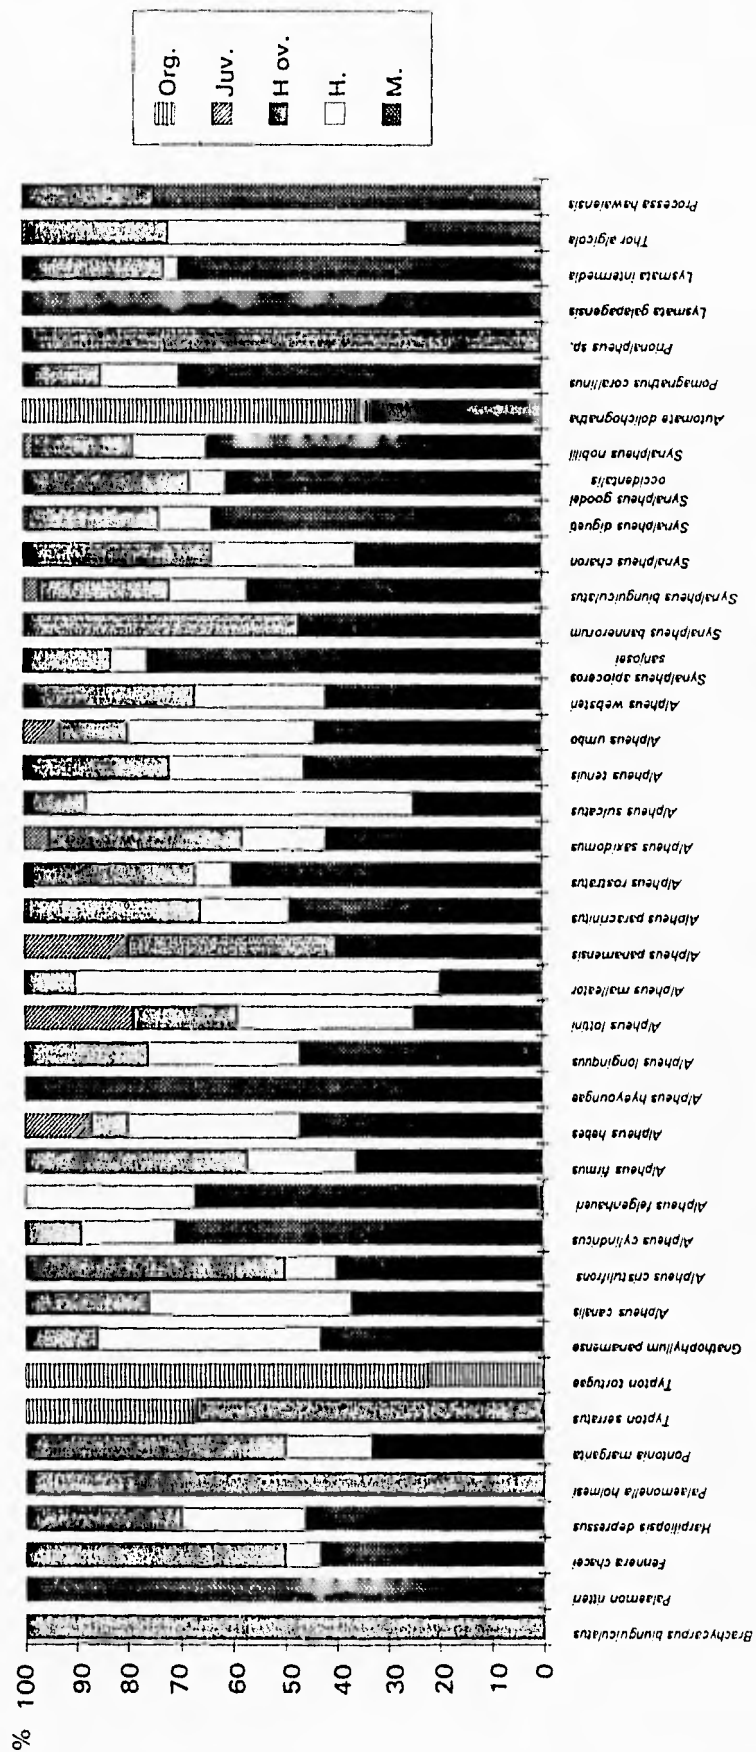 %
100
90
80
70
60
50
40
30
20
10
0
Brachycarpus biunguiculatus
Palaemon ritteri
Fennera chacei
Harpiliopsis depressus
Palaemonella holmesi
Pontonia margarita
Typton serratus
Typton tortugae
Gnathophyllum panamense
Alpheus canalis
Alpheus cristulifrons
Alpheus cylindricus
Alpheus felgenhaueri
Alpheus firmus
Alpheus hebes
Alpheus hyeyoungae
Alpheus longinquus
Alpheus lottini
Alpheus malleator
Alpheus panamensis
Alpheus paracrinitus
Alpheus rostratus
Alpheus saxidomus
Alpheus sulcatus
Alpheus tenuis
Alpheus umbo
Alpheus websteri
Synalpheus apioceros
sanjosei
Synalpheus bannerorum
Synalpheus biunguiculatus
Synalpheus charon
Synalpheus digueti
Synalpheus goodei
occidentalis
Synalpheus nobilii
Automate dolichognatha
Pomagnathus corallinus
Prionalpheus sp.
Lysmata galapagensis
Lysmata intermedia
Thor algicola
Processa hawaiensis
Org.
Juv.
H ov.
H.
M.